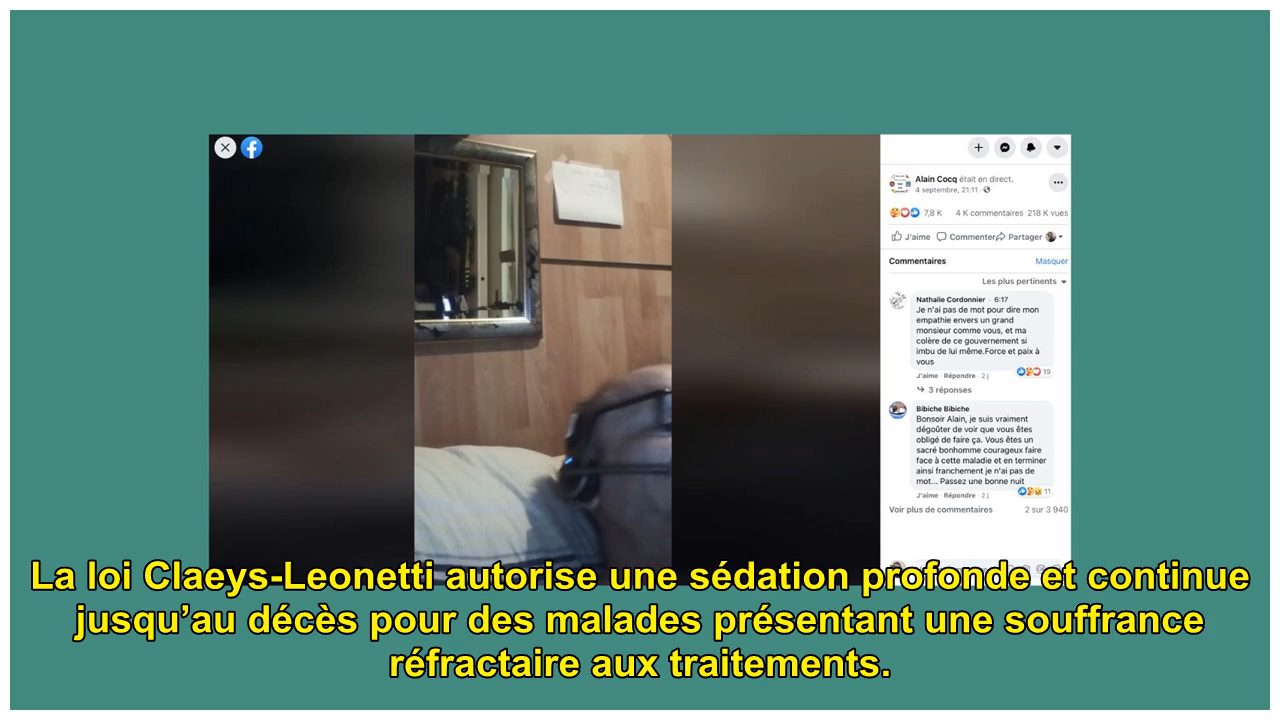 Alain Cocq était en direct.
4 septembre, 21:11
7,8 K 4 K commentaires 218 K vues
J'aime Commenter Partager
Commentaires Masquer
Les plus pertinents
Nathalie Cordonnier · 6:17
Je n'ai pas de mot pour dire mon
empathie envers un grand
monsieur comme vous, et ma
colère de ce gouvernement si
imbu de lui même.Force et paix à
vous
19
J'aime · Répondre · 2 j
3 réponses
Bibiche Bibiche
Bonsoir Alain, je suis vraiment
dégoûter de voir que vous êtes
obligé de faire ça. Vous êtes un
sacré bonhomme courageux faire
face à cette maladie et en terminer
ainsi franchement je n'ai pas de
mot... Passez une bonne nuit
11
J'aime · Répondre · 2 j
Voir plus de commentaires 2 sur 3 940
La loi Claeys-Leonetti autorise une sédation profonde et continue
jusqu'au décès pour des malades présentant une souffrance
réfractaire aux traitements.